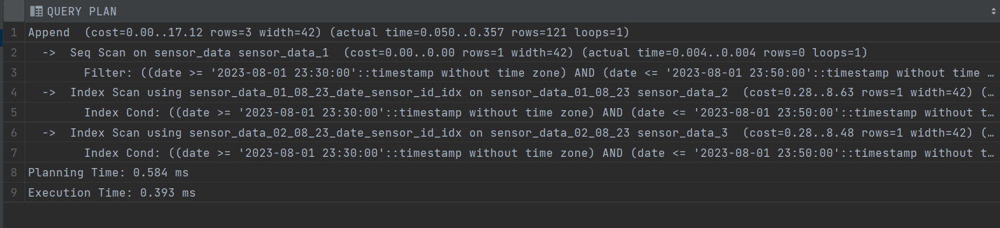 QUERY PLAN
1 Append (cost=0.00..17.12 rows=3 width=42) (actual time=0.050..0.357 rows=121 loops=1)
2 -> Seq Scan on sensor_data sensor_data_1 (cost=0.00..0.00 rows=1 width=42) (actual time=0.004..0.004 rows=0 loops=1)
3 Filter: ((date >= '2023-08-01 23:30:00'::timestamp without time zone) AND (date <= '2023-08-01 23:50:00'::timestamp without time …
4 -> Index Scan using sensor_data_01_08_23_date_sensor_id_idx on sensor_data_01_08_23 sensor_data_2 (cost=0.28..8.63 rows=1 width=42) (…
5 Index Cond: ((date >= '2023-08-01 23:30:00'::timestamp without time zone) AND (date <= '2023-08-01 23:50:00'::timestamp without t…
6 -> Index Scan using sensor_data_02_08_23_date_sensor_id_idx on sensor_data_02_08_23 sensor_data_3 (cost=0.28..8.48 rows=1 width=42) (…
7 Index Cond: ((date >= '2023-08-01 23:30:00'::timestamp without time zone) AND (date <= '2023-08-01 23:50:00'::timestamp without t…
8 Planning Time: 0.584 ms
9 Execution Time: 0.393 ms